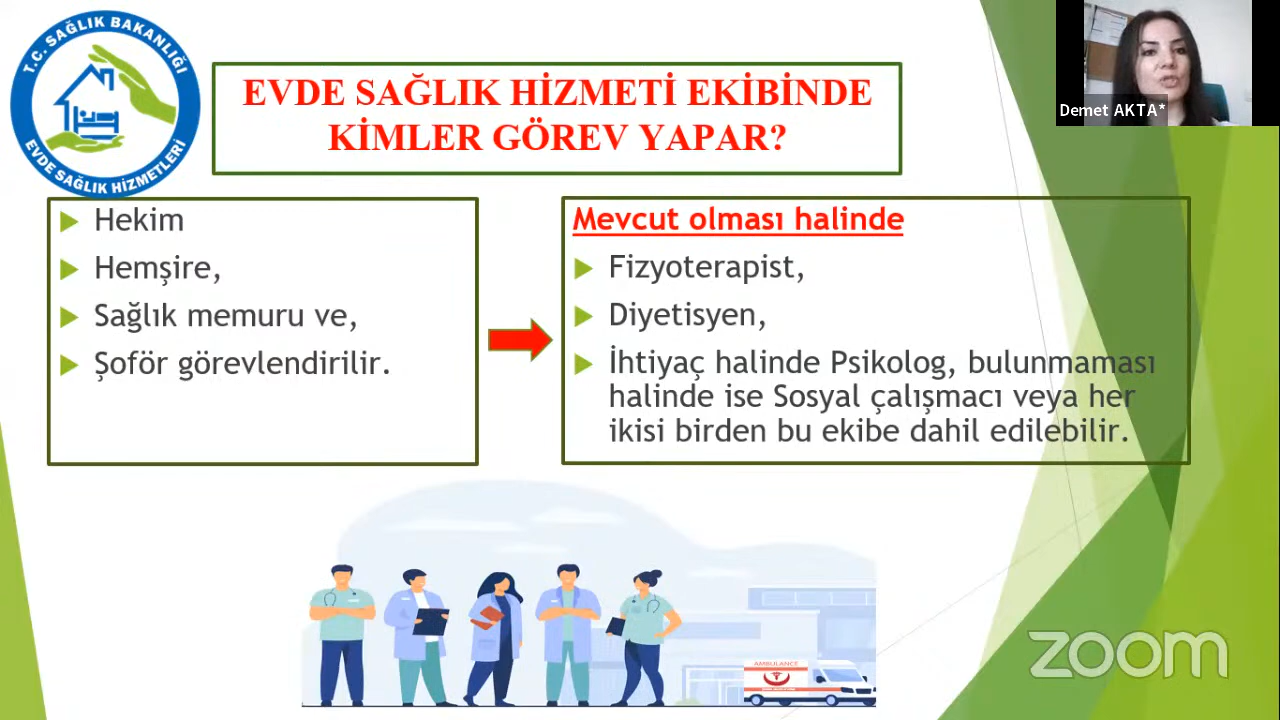 T.C. SAĞLIK BAKANLIĞI
EVDE SAĞLIK HİZMETLERİ
EVDE SAĞLIK HİZMETİ EKİBİNDE
KİMLER GÖREV YAPAR?
Demet AKTA*
Hekim
Hemşire,
Sağlık memuru ve,
Şoför görevlendirilir.
Mevcut olması halinde
Fizyoterapist,
Diyetisyen,
İhtiyaç halinde Psikolog, bulunmaması
halinde ise Sosyal çalışmacı veya her
ikisi birden bu ekibe dahil edilebilir.
AMBULANCE
zoom